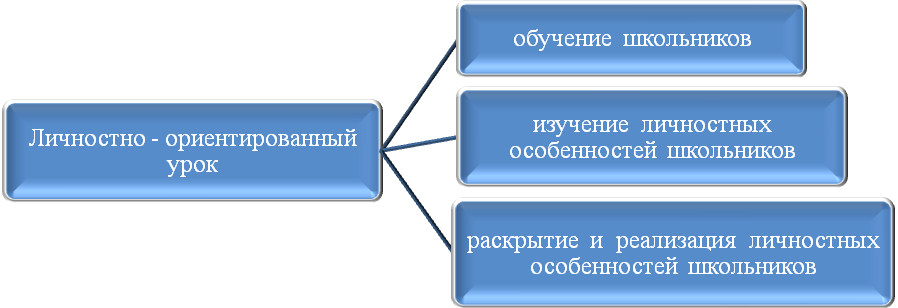 Личностно - ориентированный
урок
обучение школьников
изучение личностных
особенностей школьников
раскрытие и реализация личностных
особенностей школьников